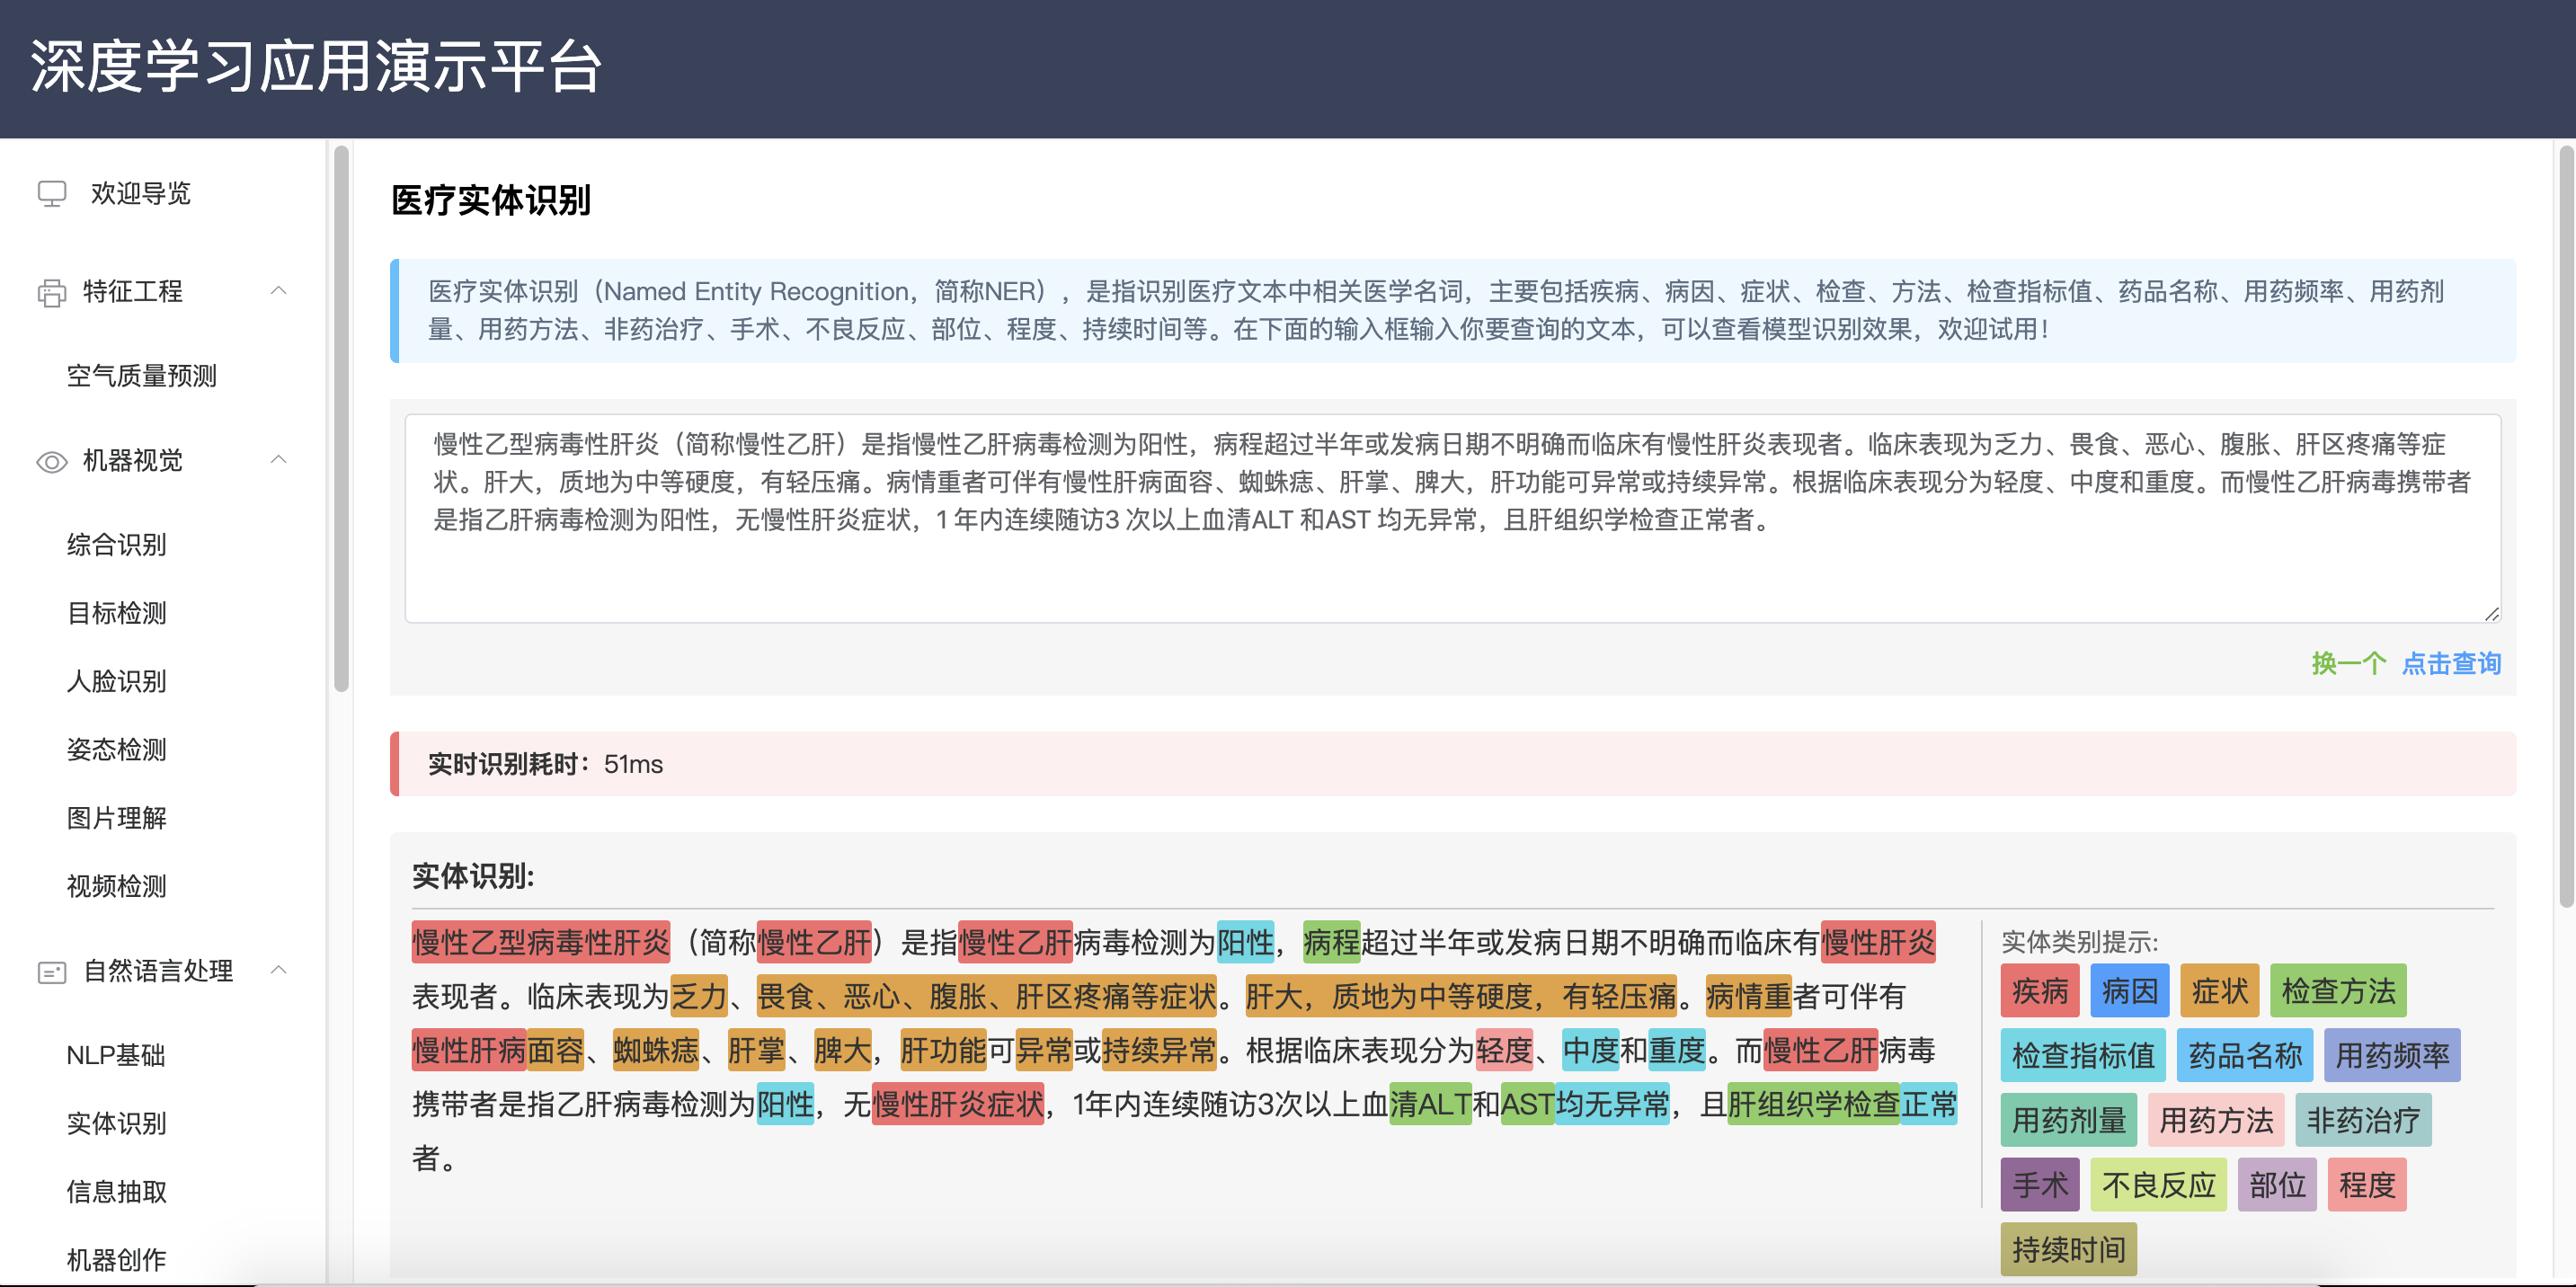 深度学习应用演示平台
欢迎导览
特征工程
空气质量预测
机器视觉
综合识别
目标检测
人脸识别
姿态检测
图片理解
视频检测
自然语言处理
NLP基础
实体识别
信息抽取
机器创作
医疗实体识别
医疗实体识别（Named Entity Recognition，简称NER），是指识别医疗文本中相关医学名词，主要包括疾病、病因、症状、检查、方法、检查指标值、药品名称、用药频率、用药剂
量、用药方法、非药治疗、手术、不良反应、部位、程度、持续时间等。在下面的输入框输入你要查询的文本，可以查看模型识别效果，欢迎试用！
慢性乙型病毒性肝炎（简称慢性乙肝）是指慢性乙肝病毒检测为阳性，病程超过半年或发病日期不明确而临床有慢性肝炎表现者。临床表现为乏力、畏食、恶心、腹胀、肝区疼痛等症
状。肝大，质地为中等硬度，有轻压痛。病情重者可伴有慢性肝病面容、蜘蛛痣、肝掌、脾大，肝功能可异常或持续异常。根据临床表现分为轻度、中度和重度。而慢性乙肝病毒携带者
是指乙肝病毒检测为阳性，无慢性肝炎症状，1 年内连续随访3 次以上血清ALT 和AST 均无异常，且肝组织学检查正常者。
换一个 点击查询
实时识别耗时：51ms
实体识别:
慢性乙型病毒性肝炎（简称慢性乙肝）是指慢性乙肝病毒检测为阳性，病程超过半年或发病日期不明确而临床有慢性肝炎
表现者。临床表现为乏力、畏食、恶心、腹胀、肝区疼痛等症状。肝大，质地为中等硬度，有轻压痛。病情重者可伴有
慢性肝病面容、蜘蛛痣、肝掌、脾大，肝功能可异常或持续异常。根据临床表现分为轻度、中度和重度。而慢性乙肝病毒
携带者是指乙肝病毒检测为阳性，无慢性肝炎症状，1年内连续随访3次以上血清ALT和AST均无异常，且肝组织学检查正常
者。
实体类别提示:
疾病 病因 症状 检查方法
检查指标值 药品名称 用药频率
用药剂量 用药方法 非药治疗
手术 不良反应 部位 程度
持续时间